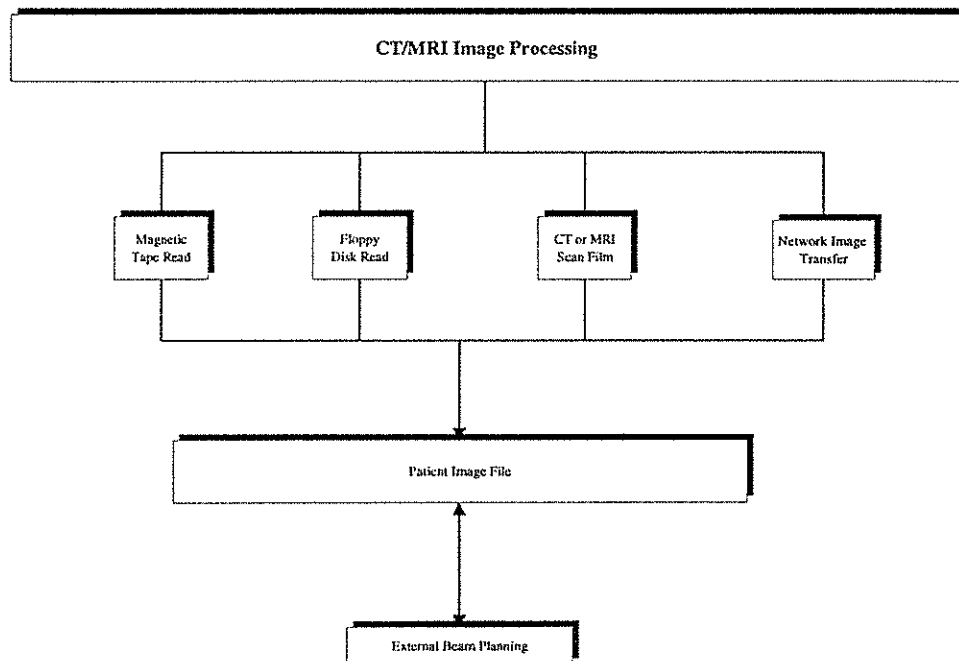 CT/MRI Image Processing
Magnetic
Tape Read
Floppy
Disk Read
CT or MRI
Scan Film
Network Image
Transfer
Patient Image File
External Beam Planning